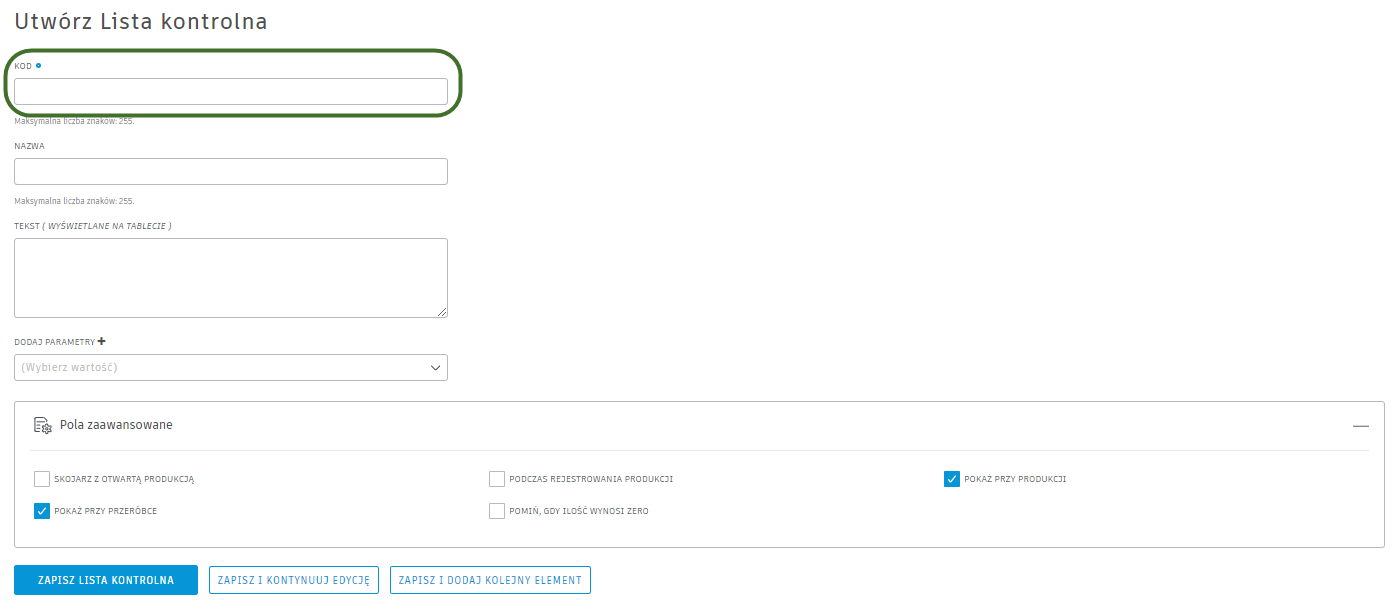 Utwórz Lista kontrolna
KOD
Maksymalna liczba znaków: 255.
NAZWA
Maksymalna liczba znaków: 255.
TEKST ( WYŚWIETLANE NA TABLECIE )
DODAJ PARAMETRY +
(Wybierz wartość)
Pola zaawansowane
SKOJARZ Z OTWARTĄ PRODUKCJĄ PODCZAS REJESTROWANIA PRODUKCJI POKAŻ PRZY PRODUKCJI
POKAŻ PRZY PRZERÓBCE POMIŃ, GDY ILOŚĆ WYNOSI ZERO
ZAPISZ LISTA KONTROLNA ZAPISZ I KONTYNUUJ EDYCJĘ ZAPISZ I DODAJ KOLEJNY ELEMENT